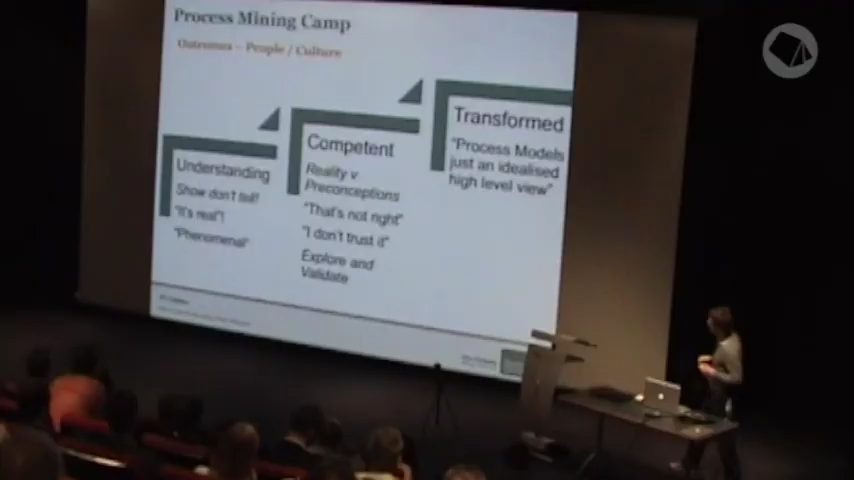 Process Mining Camp
Outcomes – People / Culture
Understanding
Show don't tell!
"It's real"!
"Phenomenal"
Competent
Reality v
Preconceptions
"That's not right"
"I don't trust it"
Explore and
Validate
Transformed
"Process Models
just an idealised
high level view"